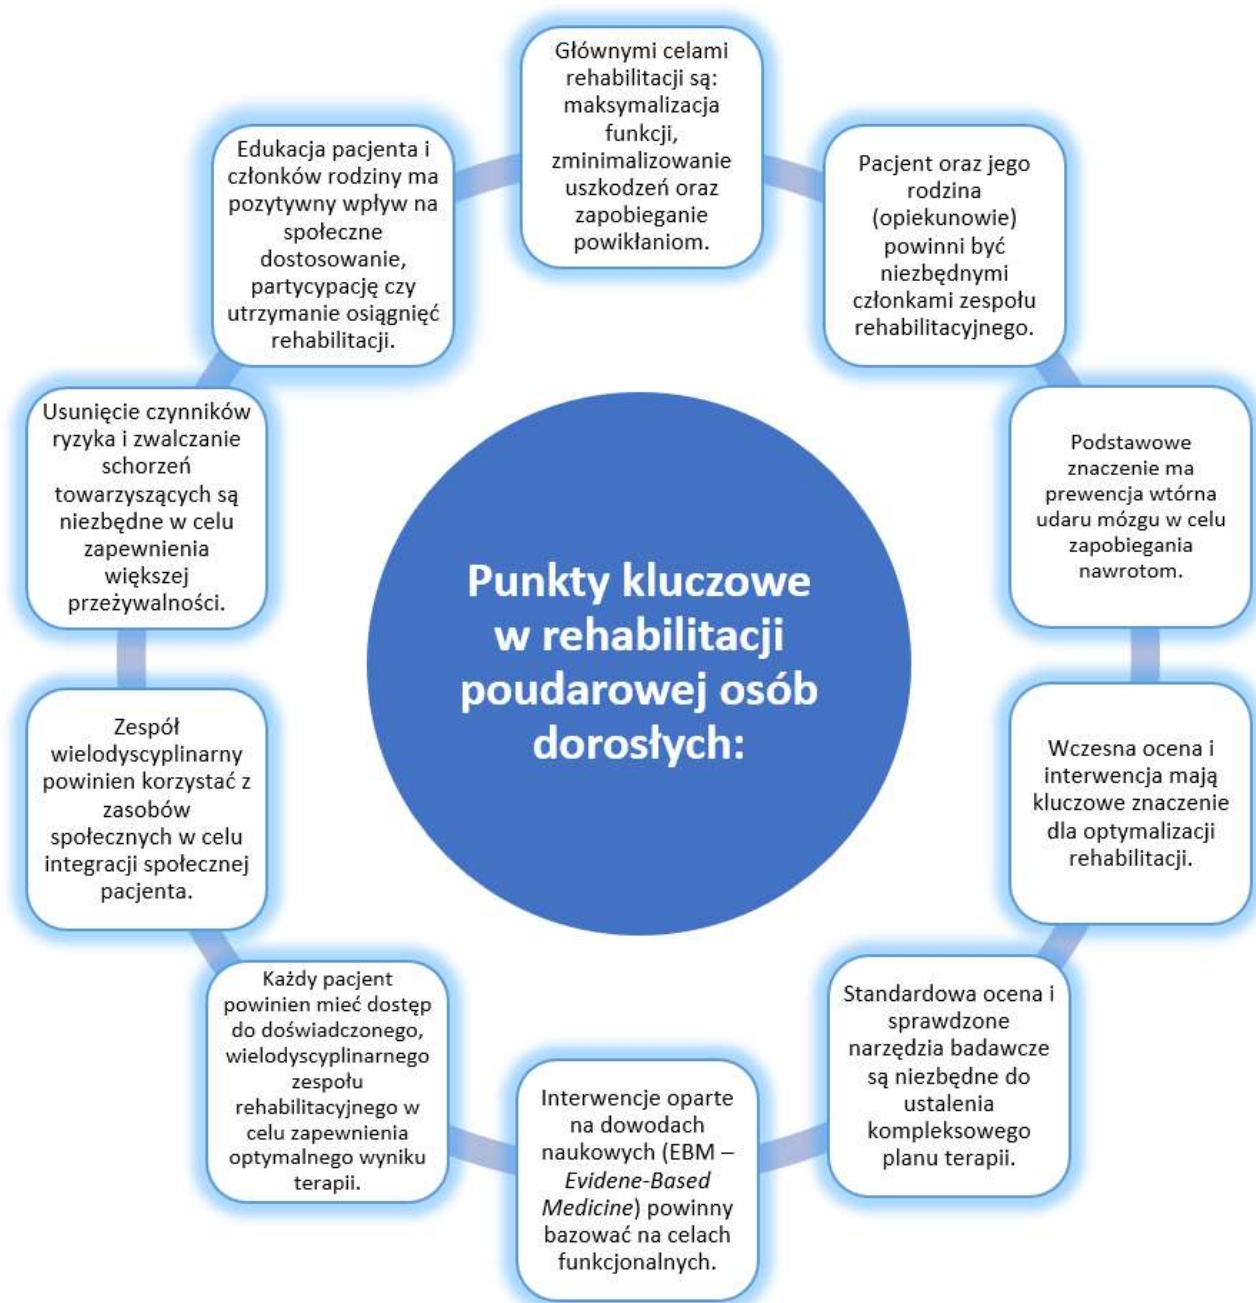 Głównymi celami
rehabilitacji są:
maksymalizacja
funkcji,
zminimalizowanie
uszkodzeń oraz
zapobieganie
powikłaniom.
Pacjent oraz jego
rodzina
(opiekunowie)
powinni być
niezbędnymi
członkami zespołu
rehabilitacyjnego.
Podstawowe
znaczenie ma
prewencja wtórna
udaru mózgu w celu
zapobiegania
nawrotom.
Wczesna ocena i
interwencja mają
kluczowe znaczenie
dla optymalizacji
rehabilitacji.
Standardowa ocena i
sprawdzone
narzędzia badawcze
są niezbędne do
ustalenia
kompleksowego
planu terapii.
Interwencje oparte
na dowodach
naukowych (EBM –
Evidene-Based
Medicine) powinny
bazować na celach
funkcjonalnych.
Każdy pacjent
powinien mieć dostęp
do doświadczonego,
wielodyscyplinarnego
zespołu
rehabilitacyjnego w
celu zapewnienia
optymalnego wyniku
terapii.
Zespół
wielodyscyplinarny
powinien korzystać z
zasobów
społecznych w celu
integracji społecznej
pacjenta.
Usunięcie czynników
ryzyka i zwalczanie
schorzeń
towarzyszących są
niezbędne w celu
zapewnienia
większej
przeżywalności.
Edukacja pacjenta i
członków rodziny ma
pozytywny wpływ na
społeczne
dostosowanie,
partycypację czy
utrzymanie osiągnięć
rehabilitacji.
Punkty kluczowe
w rehabilitacji
poudarowej osób
dorosłych: